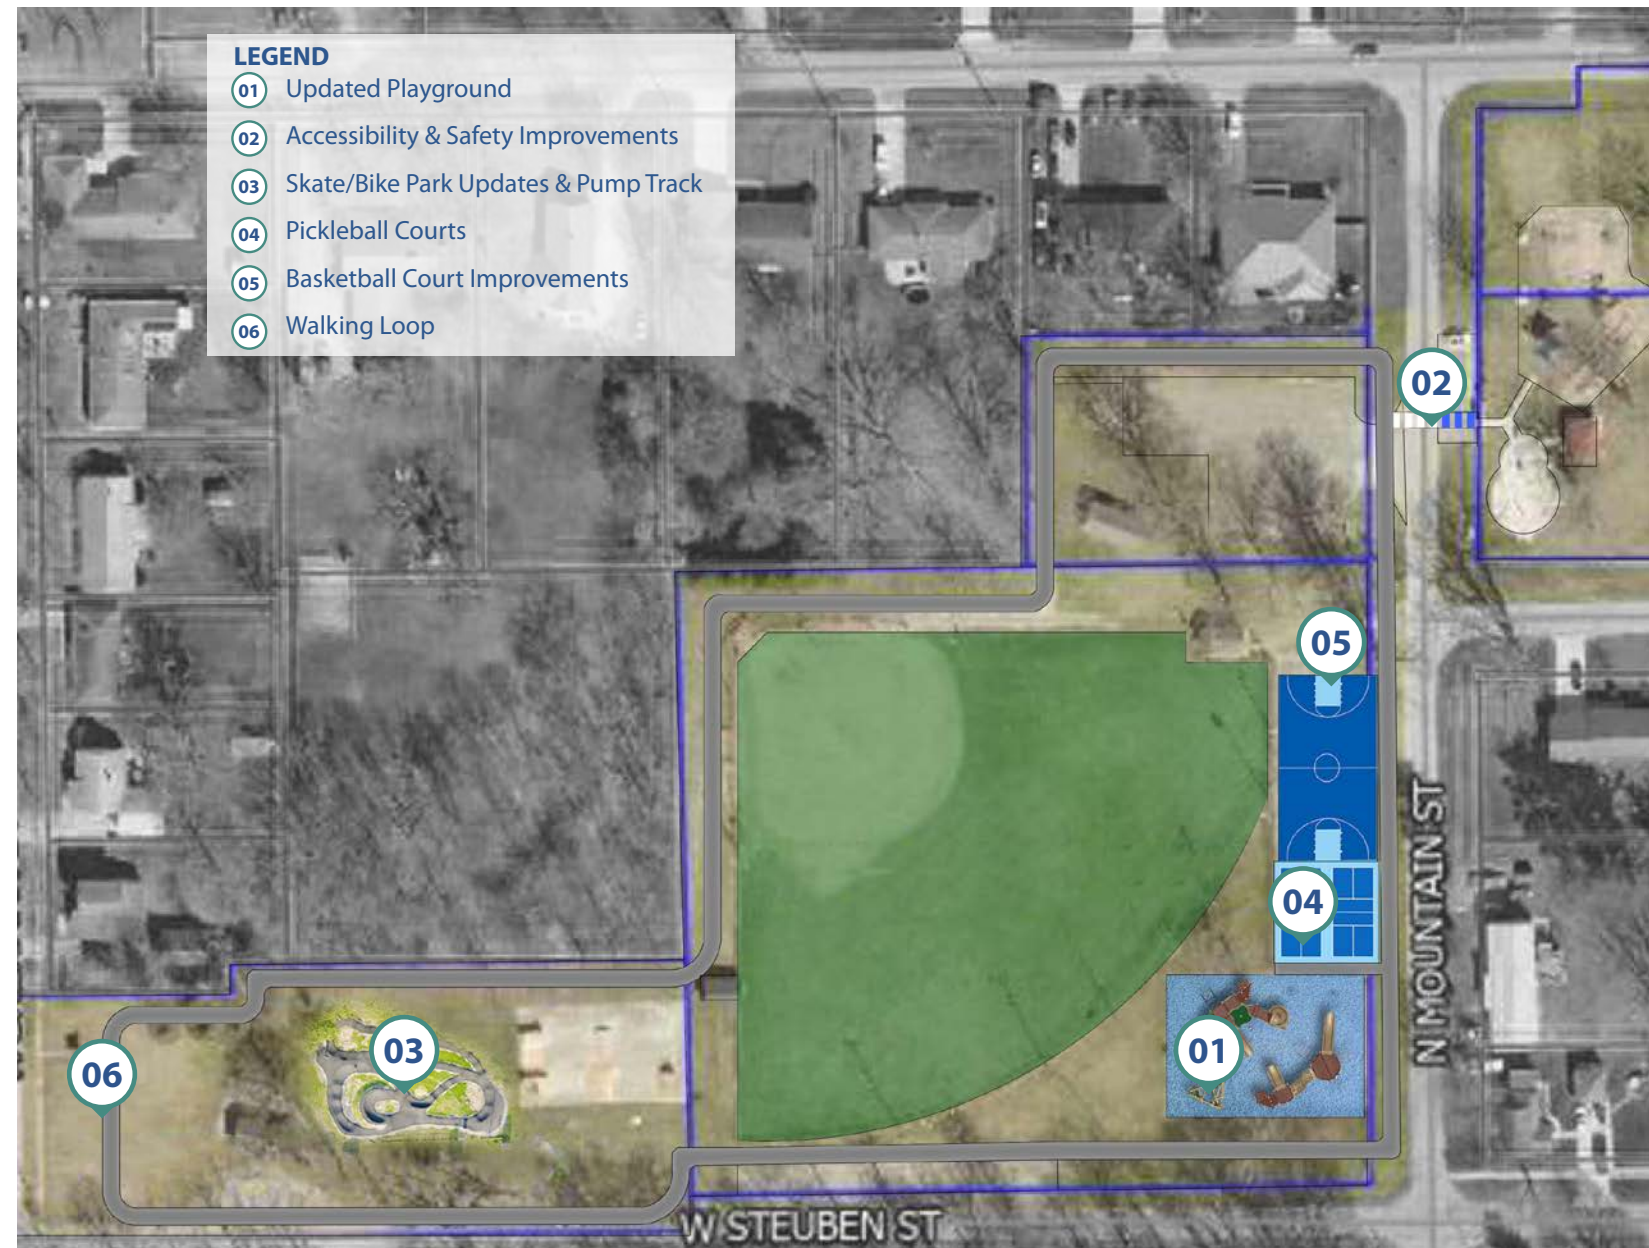 LEGEND
01 Updated Playground
02 Accessibility & Safety Improvements
03 Skate/Bike Park Updates & Pump Track
04 Pickleball Courts
05 Basketball Court Improvements
06 Walking Loop
02
05
04
03
01
06
N MOUNTAIN ST
W STEUBEN ST